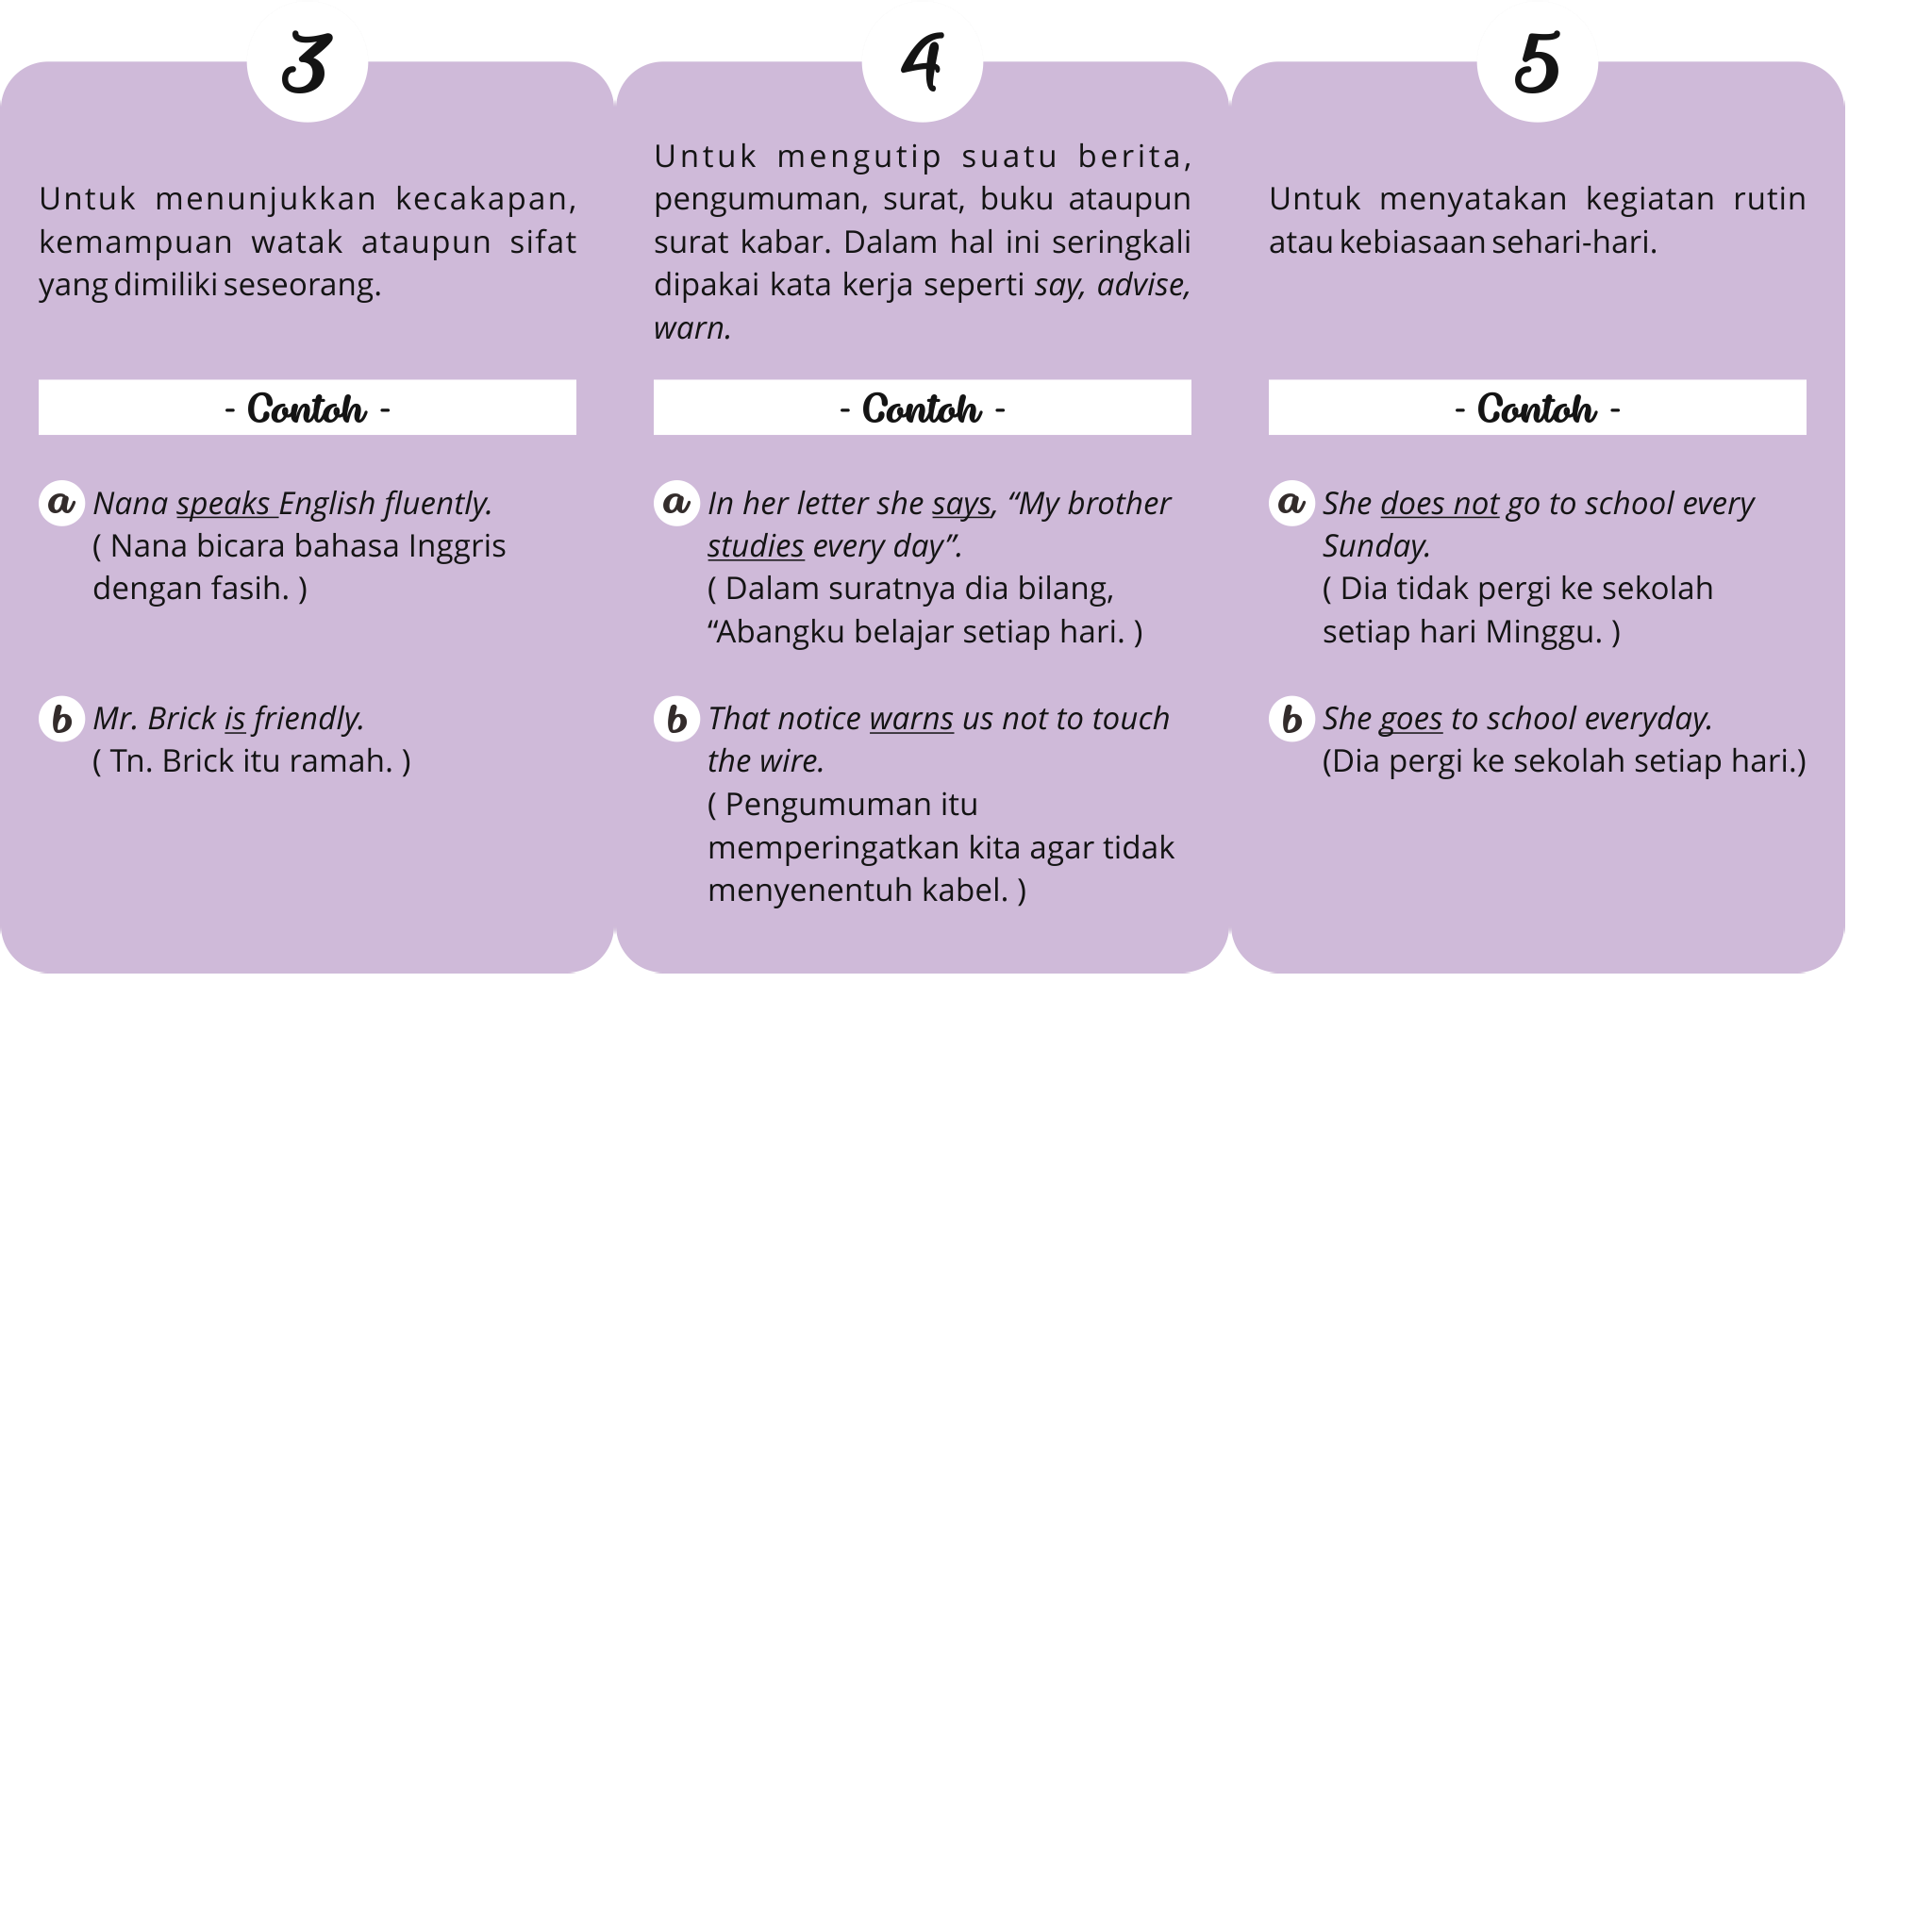 3
Untuk menunjukkan kecakapan,
kemampuan watak ataupun sifat
yang dimiliki seseorang.
- Contoh -
a Nana speaks English fluently.
( Nana bicara bahasa Inggris
dengan fasih. )
b Mr. Brick is friendly.
( Tn. Brick itu ramah. )
4
Untuk mengutip suatu berita,
pengumuman, surat, buku ataupun
surat kabar. Dalam hal ini seringkali
dipakai kata kerja seperti say, advise,
warn.
- Contoh -
a In her letter she says, “My brother
studies every day”.
( Dalam suratnya dia bilang,
“Abangku belajar setiap hari. )
b That notice warns us not to touch
the wire.
( Pengumuman itu
memperingatkan kita agar tidak
menyenentuh kabel. )
5
Untuk menyatakan kegiatan rutin
atau kebiasaan sehari-hari.
- Contoh -
a She does not go to school every
Sunday.
( Dia tidak pergi ke sekolah
setiap hari Minggu. )
b She goes to school everyday.
(Dia pergi ke sekolah setiap hari.)